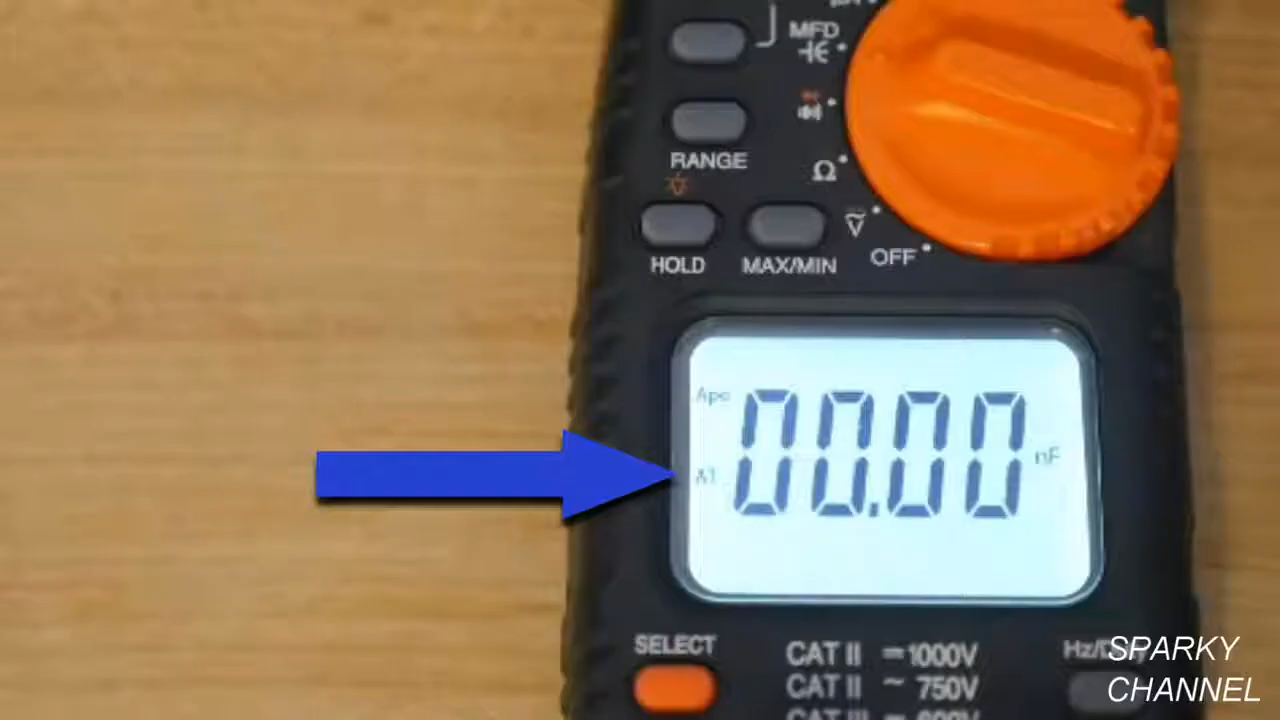 MFD
RANGE
Ω
HOLD
MAX/MIN
OFF
Apo
00.00
nF
SELECT
CAT II ⎓1000V
CAT II ~ 750V
SPARKY
CHANNEL